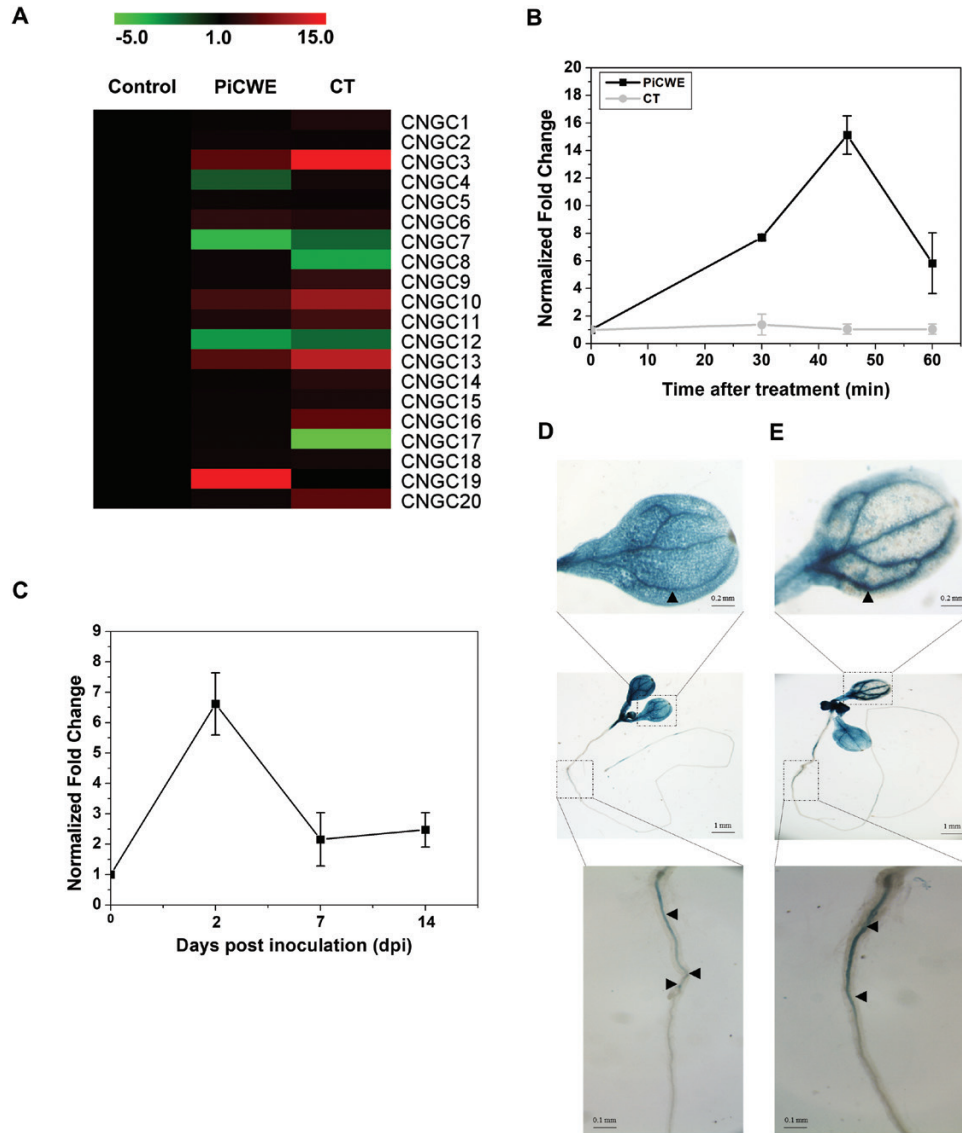 A
-5.0 1.0 15.0
Control PiCWE CT
CNGC1
CNGC2
CNGC3
CNGC4
CNGC5
CNGC6
CNGC7
CNGC8
CNGC9
CNGC10
CNGC11
CNGC12
CNGC13
CNGC14
CNGC15
CNGC16
CNGC17
CNGC18
CNGC19
CNGC20
B
Normalized Fold Change
20
18
16
14
12
10
8
6
4
2
0
PiCWE
CT
0 10 20 30 40 50 60
Time after treatment (min)
C
Normalized Fold Change
9
8
7
6
5
4
3
2
1
0
0 2 7 14
Days post inoculation (dpi)
D
0.2 mm
1 mm
0.1 mm
E
0.2 mm
1 mm
0.1 mm